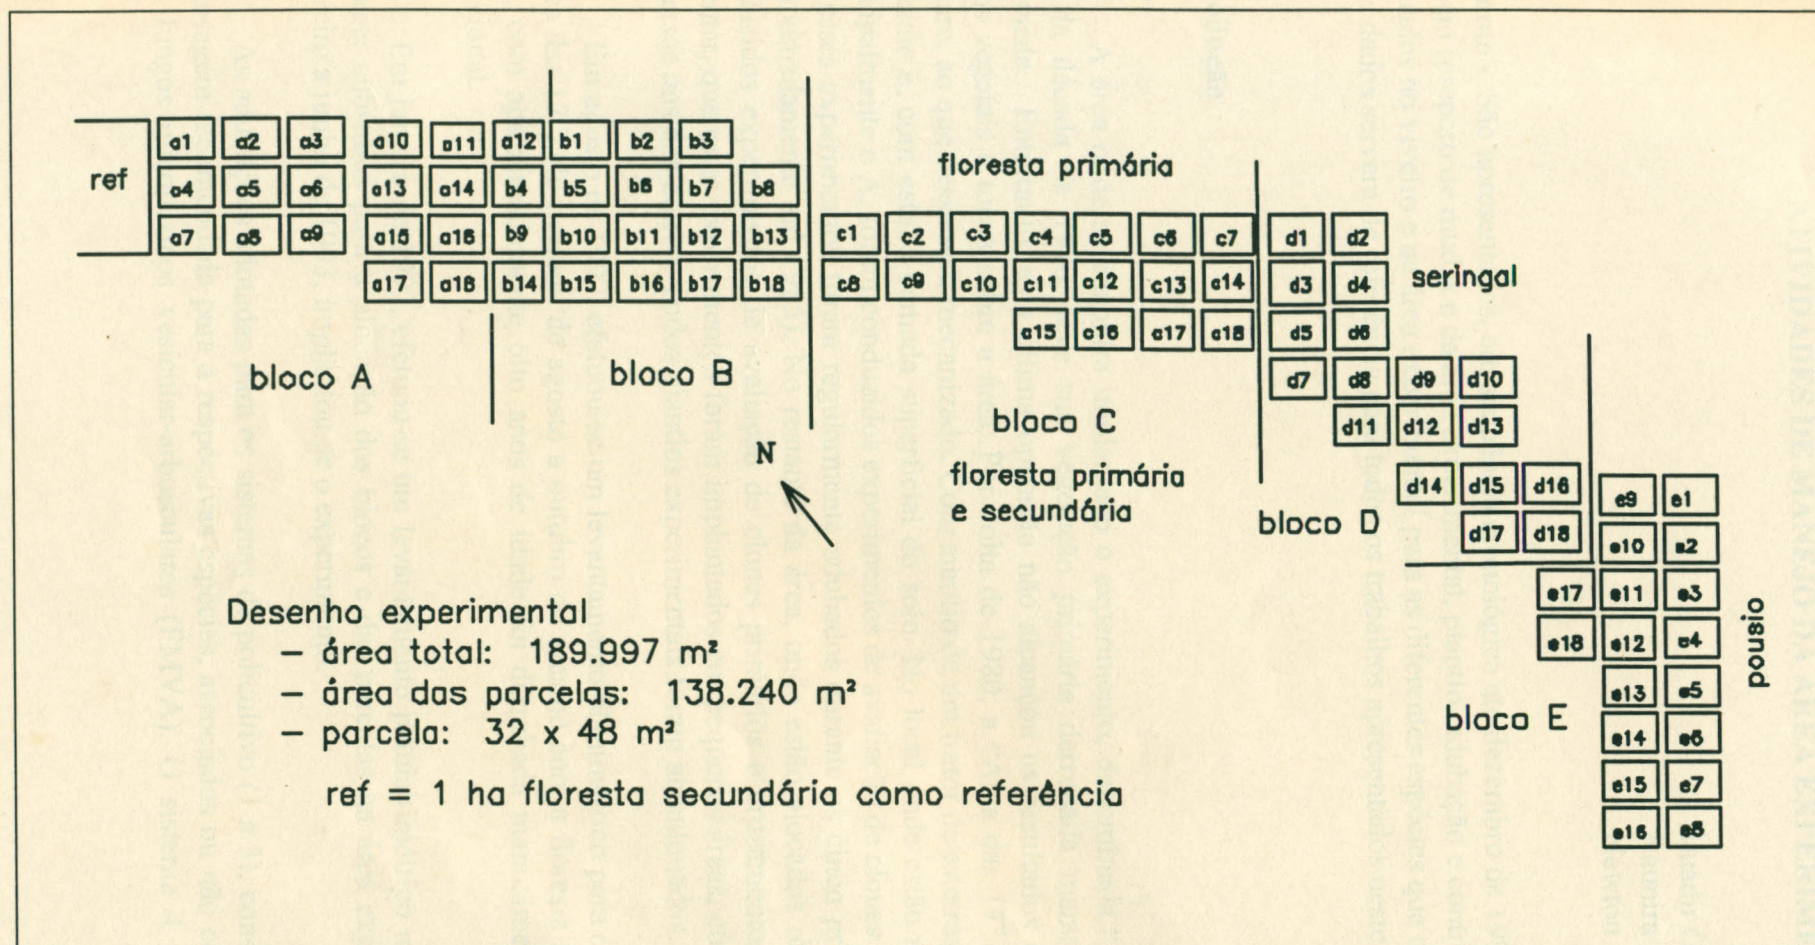 a1 a2 a3 a10 a11 a12 b1 b2 b3
ref
a4 a5 a6 a13 a14 b4 b5 b6 b7 b8
floresta primária
a7 a8 a9 a15 a16 b9 b10 b11 b12 b13 c1 c2 c3 c4 c5 c6 c7 d1 d2
a17 a18 b14 b15 b16 b17 b18 c8 c9 c10 c11 c12 c13 c14 d3 d4
seringal
c15 c16 c17 c18 d5 d6
bloco A
bloco B
d7 d8 d9 d10
bloco C
d11 d12 d13
N
floresta primária
e secundária
d14 d15 d16 e9 e1
bloco D
d17 d18 e10 e2
e17 e11 e3
e18 e12 e4
pousio
e13 e5
bloco E
e14 e6
e15 e7
e16 e8
Desenho experimental
– área total: 189.997 m²
– área das parcelas: 138.240 m²
– parcela: 32 x 48 m²
ref = 1 ha floresta secundária como referência